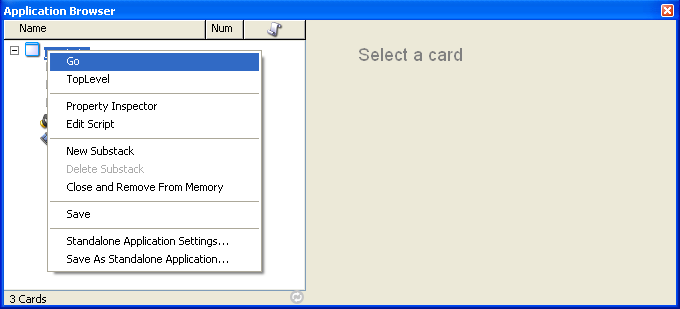 Application Browser
Name Num
Select a card
Go
TopLevel
Property Inspector
Edit Script
New Substack
Delete Substack
Close and Remove From Memory
Save
Standalone Application Settings...
Save As Standalone Application...
3 Cards